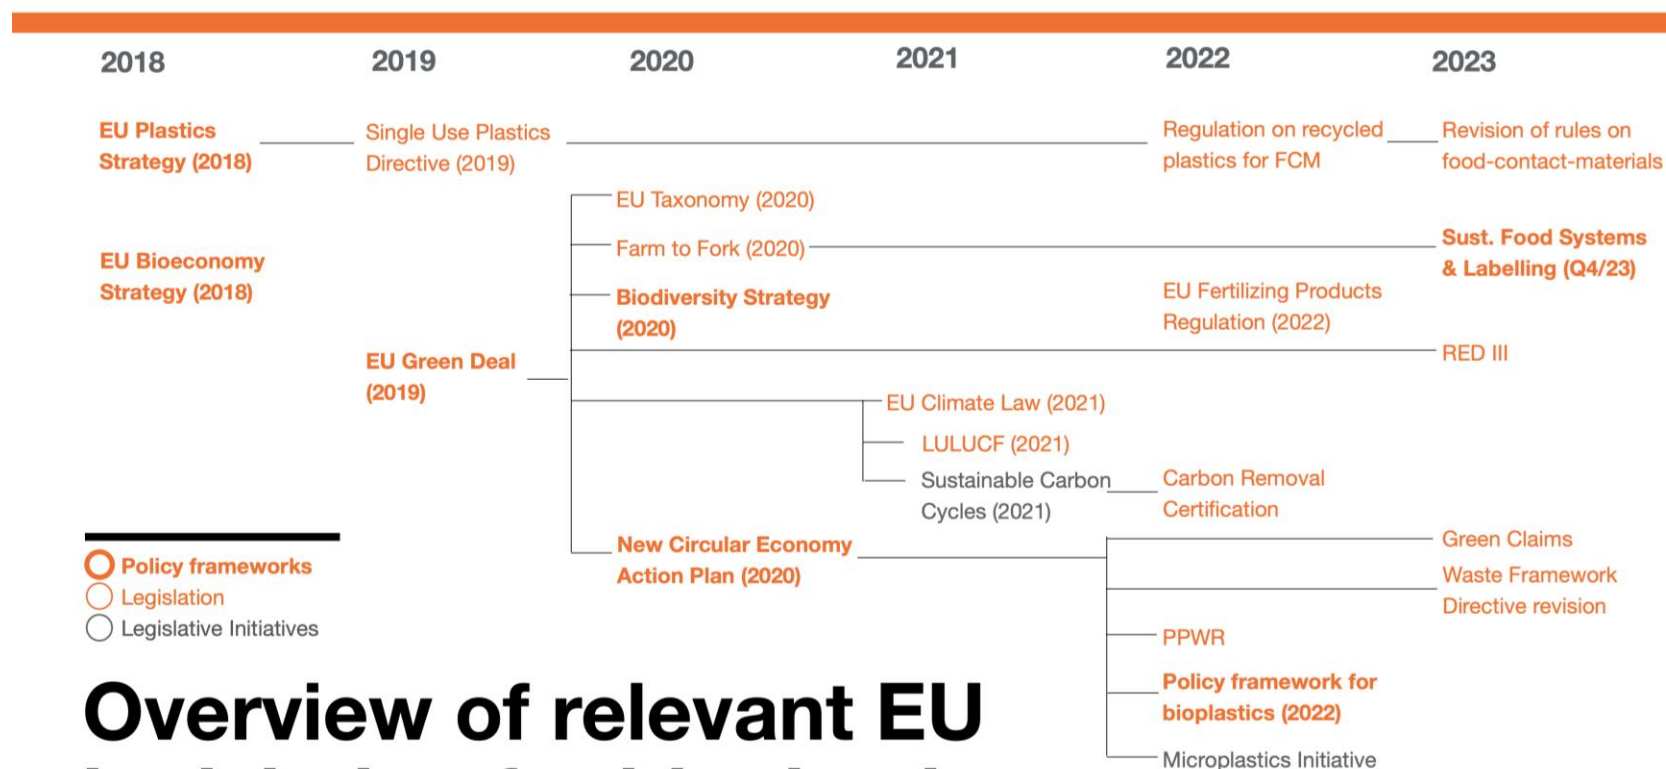 2018 2019 2020 2021 2022 2023
EU Plastics
Strategy (2018)
Single Use Plastics
Directive (2019)
Regulation on recycled
plastics for FCM
Revision of rules on
food-contact-materials
EU Taxonomy (2020)
EU Bioeconomy
Strategy (2018)
Farm to Fork (2020)
Sust. Food Systems
& Labelling (Q4/23)
Biodiversity Strategy
(2020)
EU Fertilizing Products
Regulation (2022)
EU Green Deal
(2019)
RED III
EU Climate Law (2021)
LULUCF (2021)
Sustainable Carbon
Cycles (2021)
Carbon Removal
Certification
New Circular Economy
Action Plan (2020)
Green Claims
Waste Framework
Directive revision
PPWR
Policy framework for
bioplastics (2022)
Microplastics Initiative
Policy frameworks
Legislation
Legislative Initiatives
Overview of relevant EU